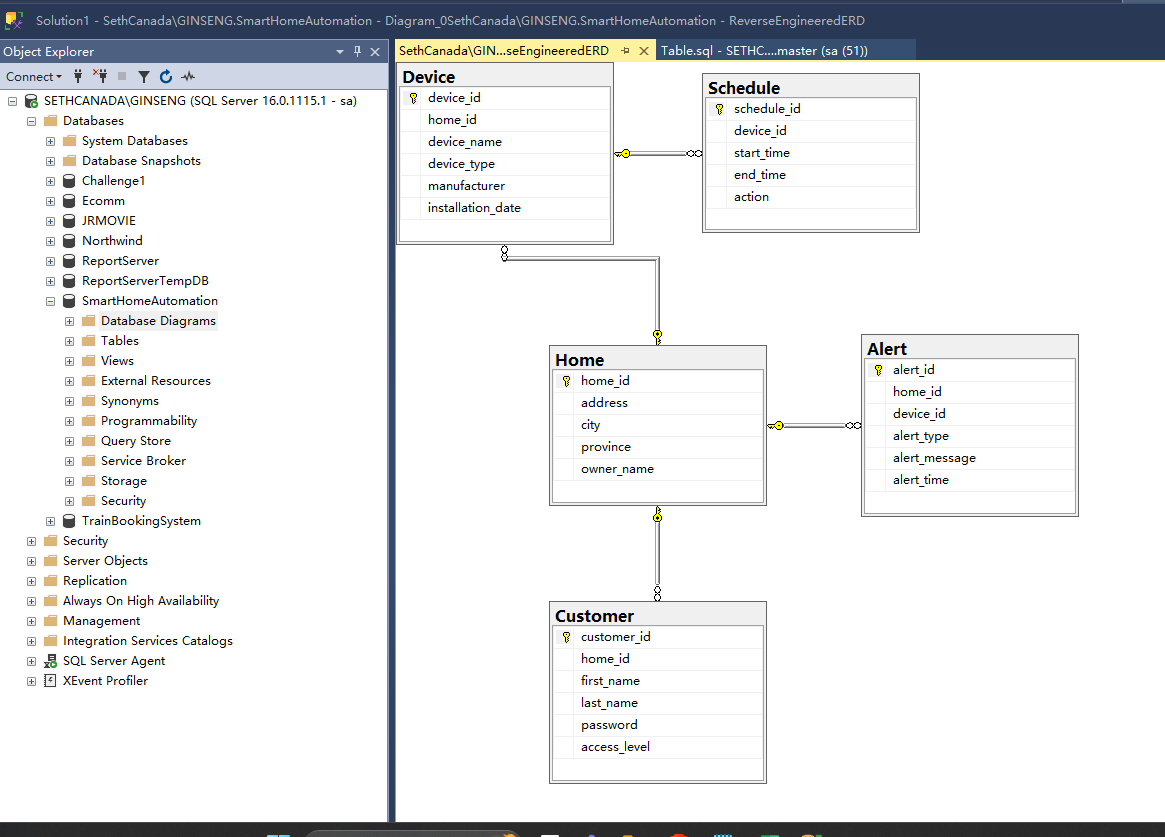 Solution1 - SethCanada\GINSENG.SmartHomeAutomation - Diagram_0SethCanada\GINSENG.SmartHomeAutomation - ReverseEngineeredERD
Object Explorer
Connect
SETHCANADA\GINSENG (SQL Server 16.0.1115.1 - sa)
Databases
System Databases
Database Snapshots
Challenge1
Ecomm
JRMOVIE
Northwind
ReportServer
ReportServerTempDB
SmartHomeAutomation
Database Diagrams
Tables
Views
External Resources
Synonyms
Programmability
Query Store
Service Broker
Storage
Security
TrainBookingSystem
Security
Server Objects
Replication
Always On High Availability
Management
Integration Services Catalogs
SQL Server Agent
XEvent Profiler
SethCanada\GIN...seEngineeredERD
Table.sql - SETHC....master (sa (51))
Device
device_id
home_id
device_name
device_type
manufacturer
installation_date
Schedule
schedule_id
device_id
start_time
end_time
action
Home
home_id
address
city
province
owner_name
Alert
alert_id
home_id
device_id
alert_type
alert_message
alert_time
Customer
customer_id
home_id
first_name
last_name
password
access_level